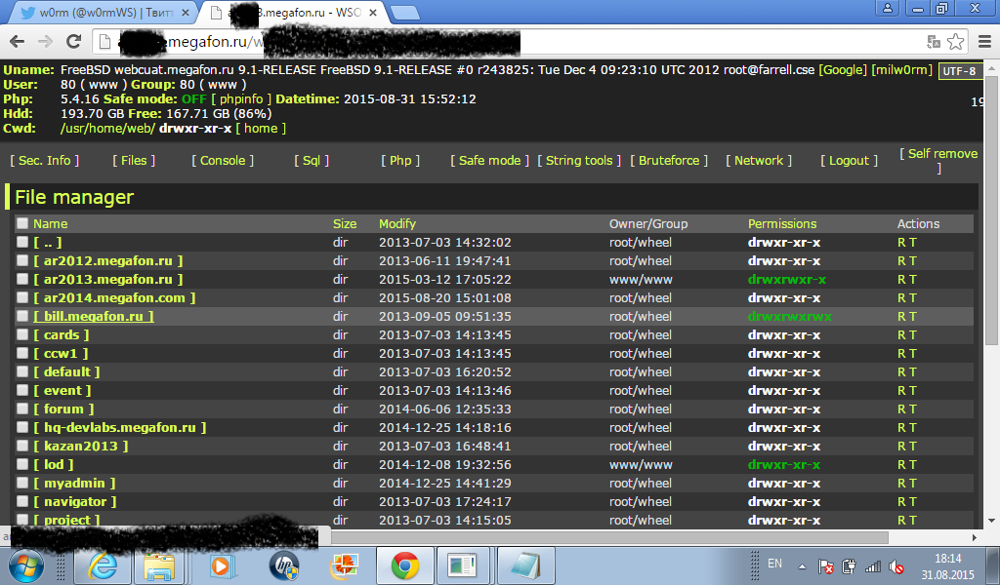 w0rm (@w0rmWS) | Твитт
.megafon.ru - WSO
.megafon.ru/w
Uname: FreeBSD webcuat.megafon.ru 9.1-RELEASE FreeBSD 9.1-RELEASE #0 r243825: Tue Dec 4 09:23:10 UTC 2012 root@farrell.cse [Google] [milw0rm] UTF-8
User: 80 ( www ) Group: 80 ( www )
Php: 5.4.16 Safe mode: OFF [ phpinfo ] Datetime: 2015-08-31 15:52:12 19
Hdd: 193.70 GB Free: 167.71 GB (86%)
Cwd: /usr/home/web/ drwxr-xr-x [ home ]
[ Sec. Info ] [ Files ] [ Console ] [ Sql ] [ Php ] [ Safe mode ] [ String tools ] [ Bruteforce ] [ Network ] [ Logout ] [ Self remove ]
File manager
Name Size Modify Owner/Group Permissions Actions
[ .. ] dir 2013-07-03 14:32:02 root/wheel drwxr-xr-x R T
[ ar2012.megafon.ru ] dir 2013-06-11 19:47:41 root/wheel drwxr-xr-x R T
[ ar2013.megafon.ru ] dir 2015-03-12 17:05:22 www/www drwxrwxr-x R T
[ ar2014.megafon.com ] dir 2015-08-20 15:01:08 root/wheel drwxr-xr-x R T
[ bill.megafon.ru ] dir 2013-09-05 09:51:35 root/wheel drwxrwxrwx R T
[ cards ] dir 2013-07-03 14:13:45 root/wheel drwxr-xr-x R T
[ ccw1 ] dir 2013-07-03 14:13:45 root/wheel drwxr-xr-x R T
[ default ] dir 2013-07-03 16:20:52 root/wheel drwxr-xr-x R T
[ event ] dir 2013-07-03 14:13:46 root/wheel drwxr-xr-x R T
[ forum ] dir 2014-06-06 12:35:33 root/wheel drwxr-xr-x R T
[ hq-devlabs.megafon.ru ] dir 2014-12-25 14:18:16 root/wheel drwxr-xr-x R T
[ kazan2013 ] dir 2013-07-03 16:48:41 root/wheel drwxr-xr-x R T
[ lod ] dir 2014-12-08 19:32:56 www/www drwxr-xr-x R T
[ myadmin ] dir 2014-12-25 14:41:29 root/wheel drwxr-xr-x R T
[ navigator ] dir 2013-07-03 17:24:17 root/wheel drwxr-xr-x R T
[ project ] dir 2013-07-03 14:15:05 root/wheel drwxr-xr-x R T
EN 18:14
31.08.2015